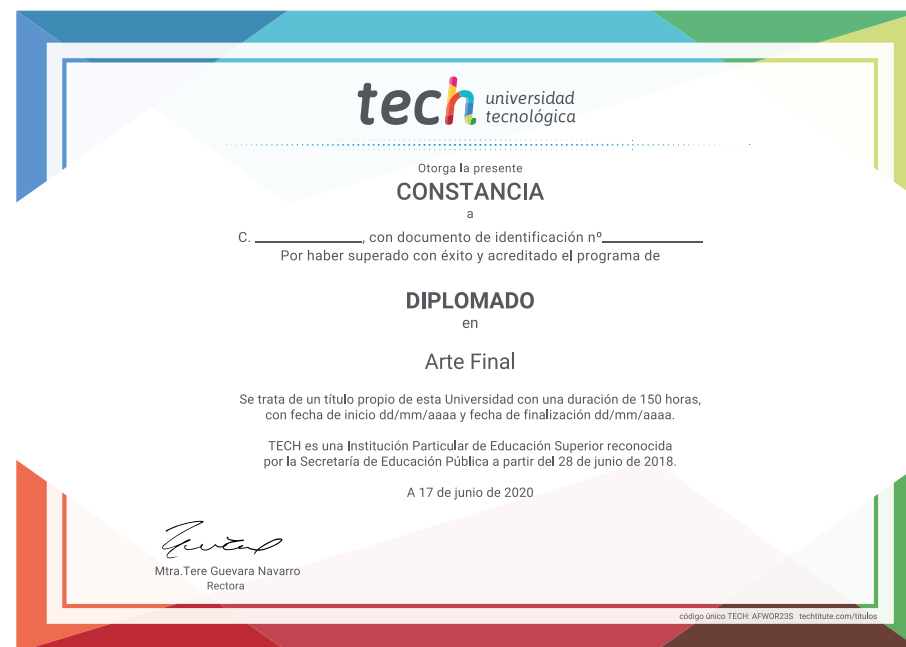 tech universidad
tecnológica
Otorga la presente
CONSTANCIA
a
C. ____________, con documento de identificación nº____________
Por haber superado con éxito y acreditado el programa de
DIPLOMADO
en
Arte Final
Se trata de un título propio de esta Universidad con una duración de 150 horas,
con fecha de inicio dd/mm/aaaa y fecha de finalización dd/mm/aaaa.
TECH es una Institución Particular de Educación Superior reconocida
por la Secretaría de Educación Pública a partir del 28 de junio de 2018.
A 17 de junio de 2020
Mtra.Tere Guevara Navarro
Rectora
código único TECH: AFWOR23S techtitute.com/titulos